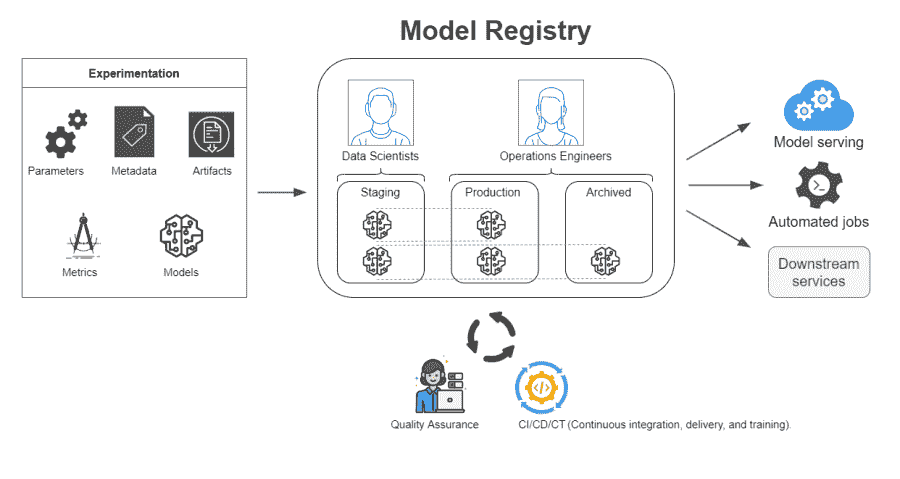 Model Registry
Experimentation
Parameters
Metadata
Artifacts
Metrics
Models
Data Scientists
Operations Engineers
Staging
Production
Archived
Model serving
Automated jobs
Downstream
services
Quality Assurance
CI/CD/CT (Continuous integration, delivery, and training).